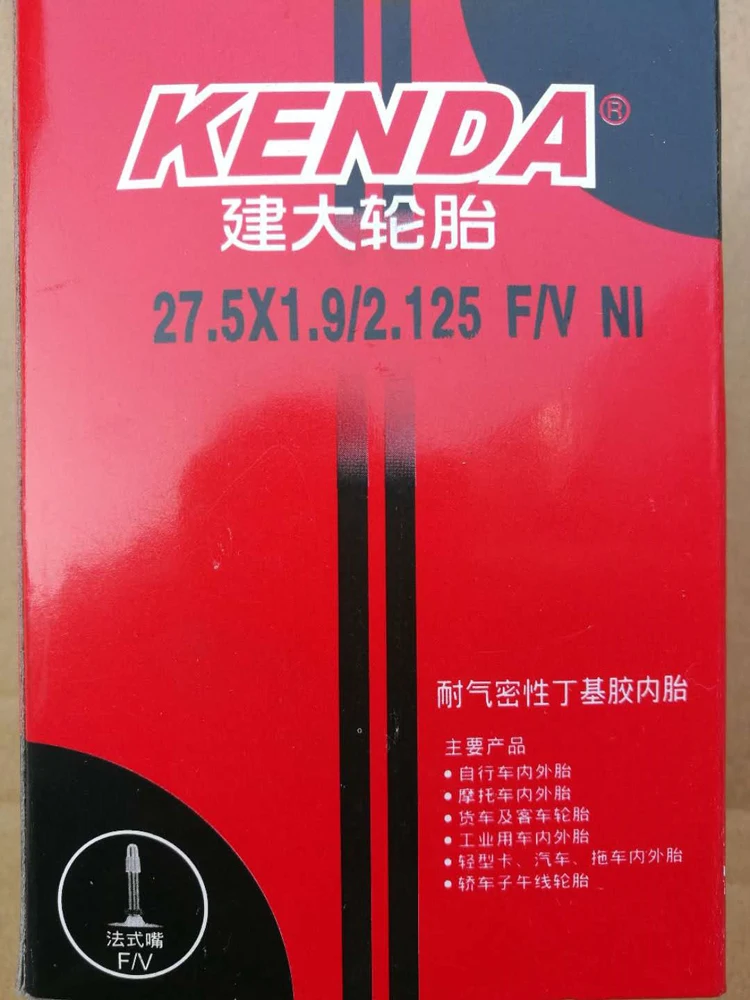 KENDA®
建大轮胎
27.5X1.9/2.125 F/V NI
耐气密性丁基胶内胎
主要产品
• 自行车内外胎
• 摩托车内外胎
• 货车及客车轮胎
• 工业用车内外胎
• 轻型卡、汽车、拖车内外胎
• 轿车子午线轮胎
法式嘴
F/V